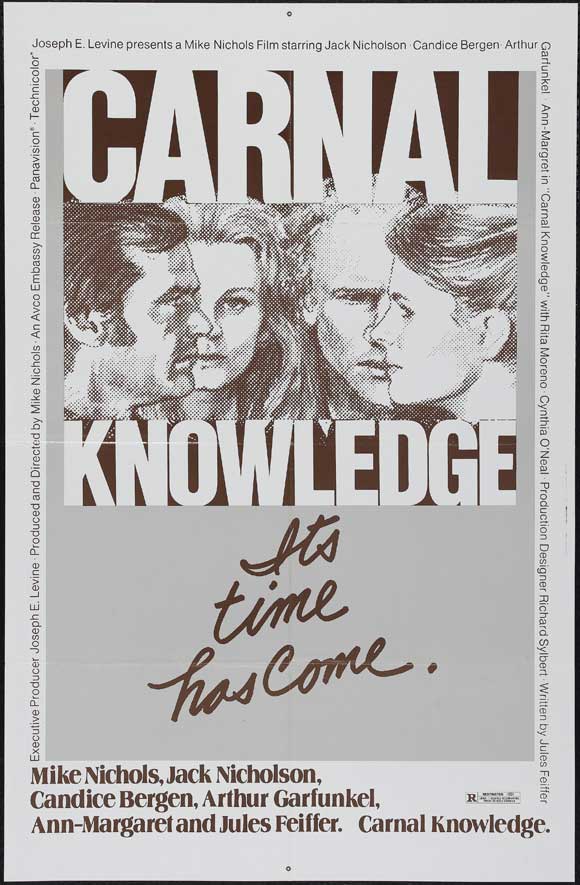 Joseph E. Levine presents a Mike Nichols Film starring Jack Nicholson · Candice Bergen · Arthur
Garfunkel · Ann-Margret in "Carnal Knowledge" with Rita Moreno · Cynthia O'Neal · Production Designer Richard Sylbert · Written by Jules Feiffer
Executive Producer Joseph E. Levine · Produced and Directed by Mike Nichols · An Avco Embassy Release · Panavision® · Technicolor®
CARNAL
KNOWLEDGE
Its
time
has Come.
Mike Nichols, Jack Nicholson,
Candice Bergen, Arthur Garfunkel,
Ann-Margaret and Jules Feiffer. Carnal Knowledge.
R RESTRICTED